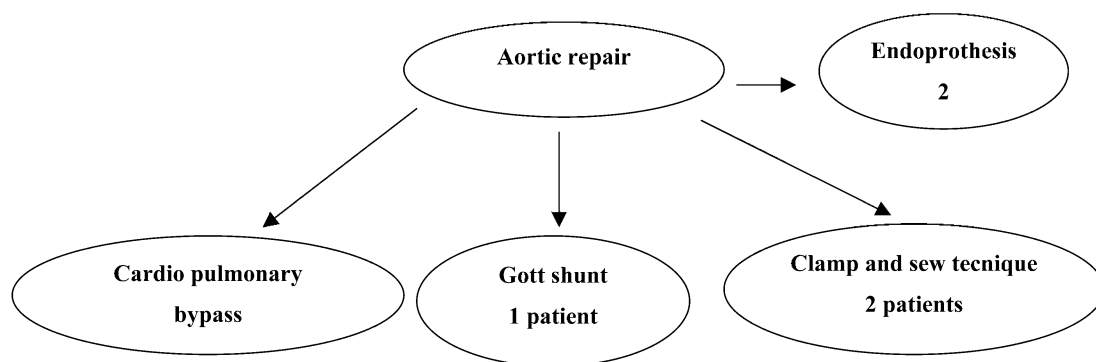 Aortic repair
Endoprothesis
2
Cardio pulmonary
bypass
Gott shunt
1 patient
Clamp and sew tecnique
2 patients